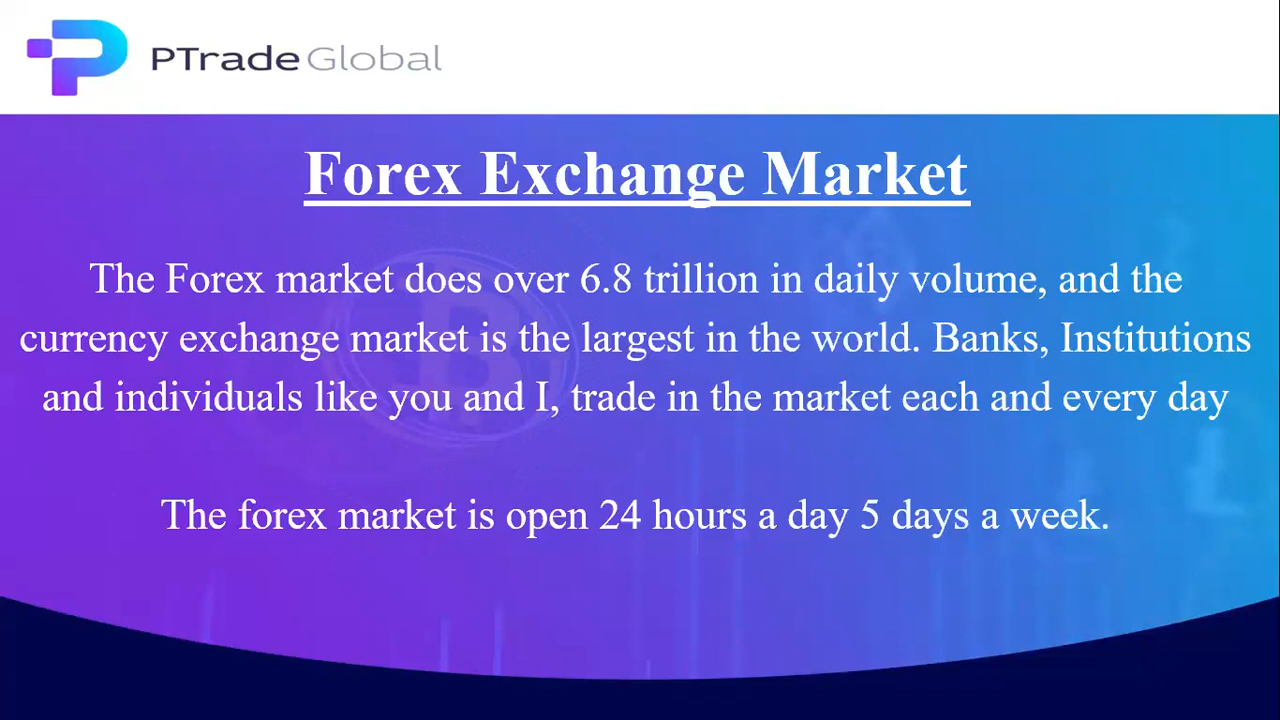 PTrade Global
Forex Exchange Market
The Forex market does over 6.8 trillion in daily volume, and the
currency exchange market is the largest in the world. Banks, Institutions
and individuals like you and I, trade in the market each and every day
The forex market is open 24 hours a day 5 days a week.